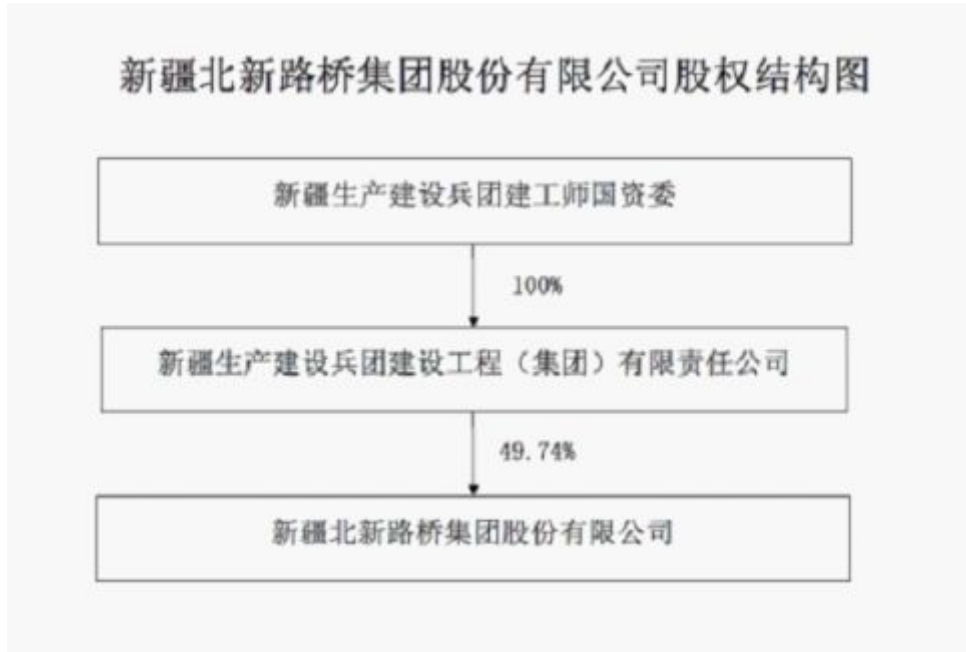 新疆北新路桥集团股份有限公司股权结构图
新疆生产建设兵团建工师国资委
100%
新疆生产建设兵团建设工程（集团）有限责任公司
49.74%
新疆北新路桥集团股份有限公司